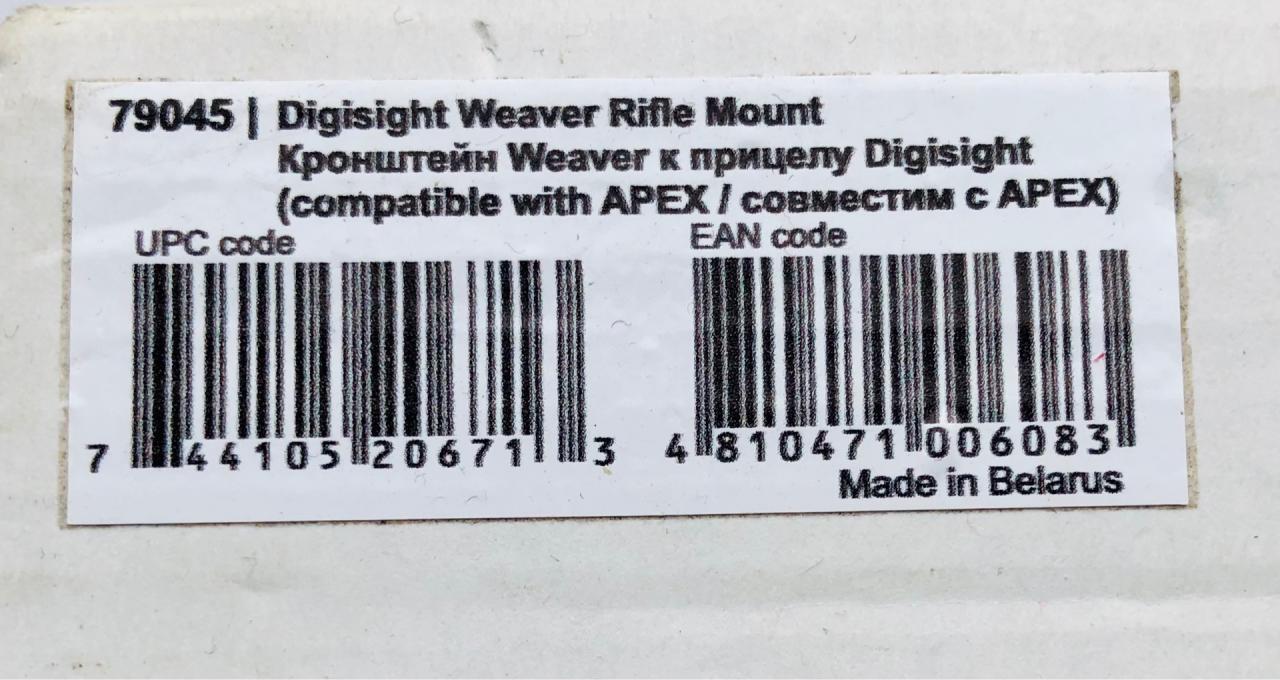 79045 | Digisight Weaver Rifle Mount
Кронштейн Weaver к прицелу Digisight
(compatible with APEX / совместим с APEX)
UPC code
EAN code
7 44105 20671 3
4 810471 006083
Made in Belarus